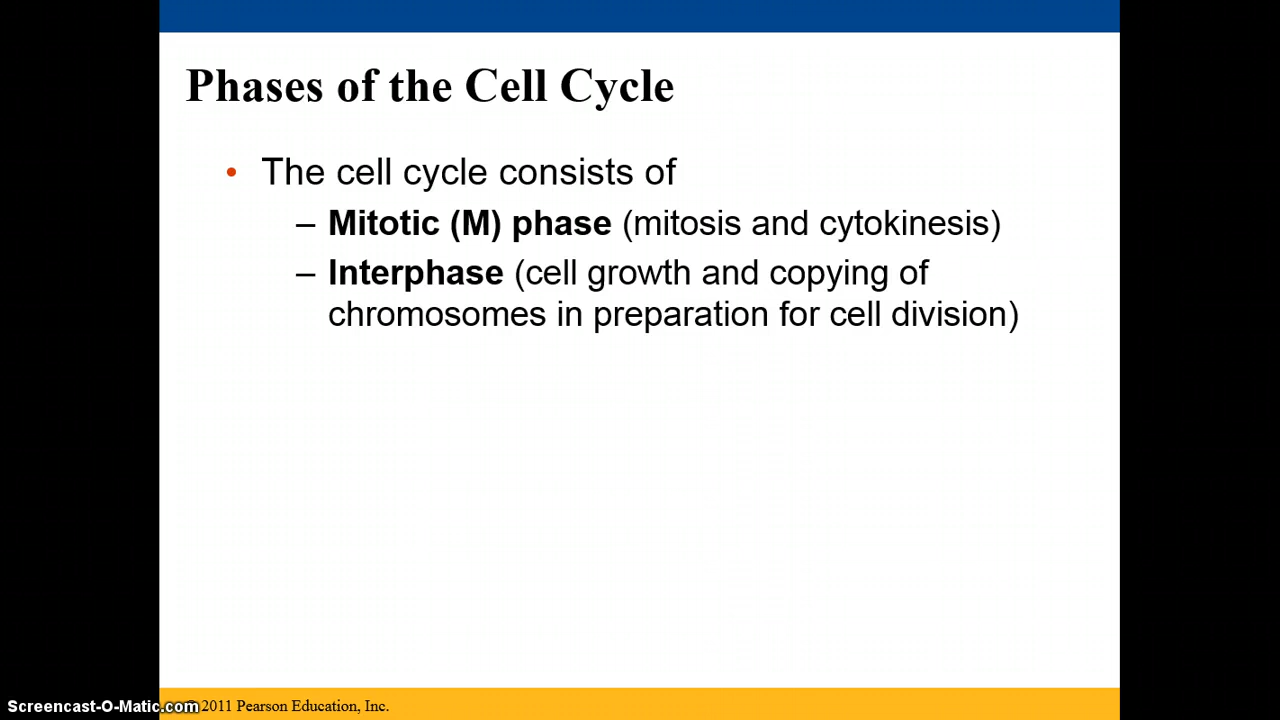 Phases of the Cell Cycle
• The cell cycle consists of
– Mitotic (M) phase (mitosis and cytokinesis)
– Interphase (cell growth and copying of
chromosomes in preparation for cell division)
Screencast-O-Matic.com
© 2011 Pearson Education, Inc.